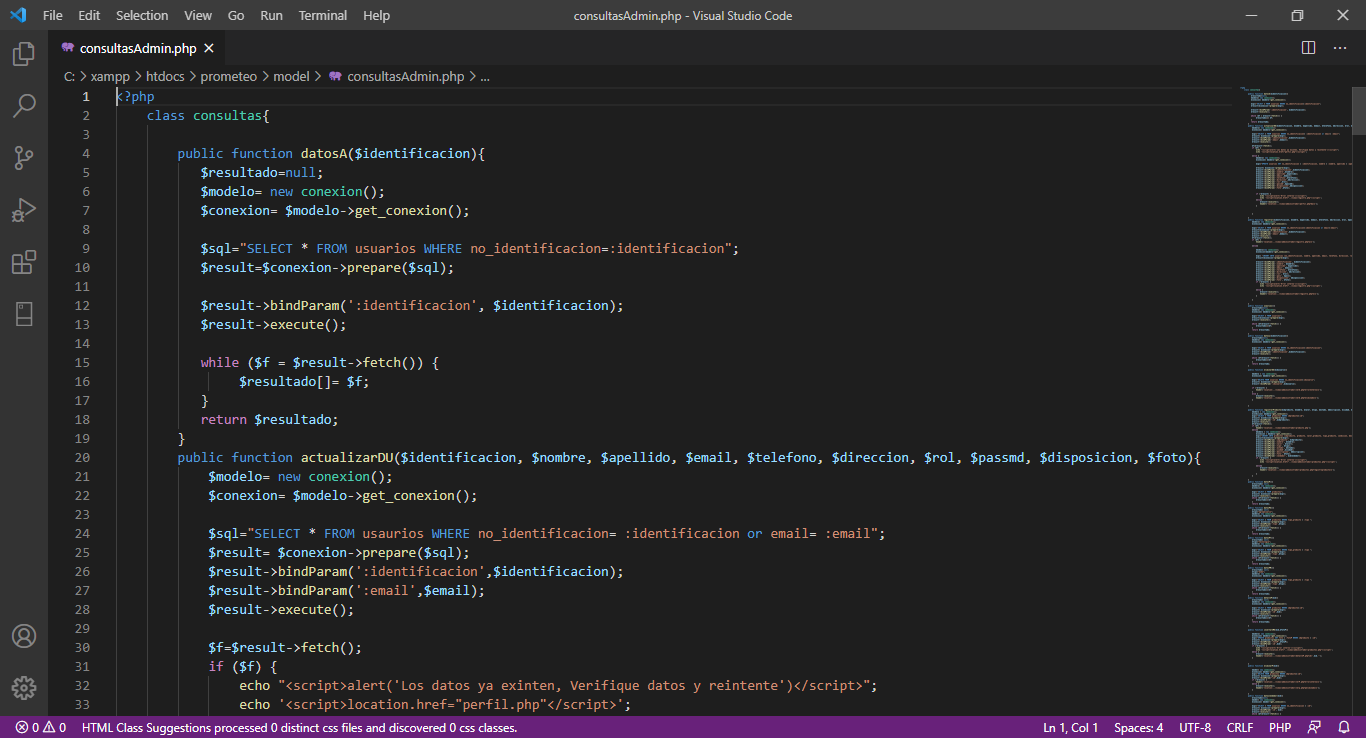 File Edit Selection View Go Run Terminal Help consultasAdmin.php - Visual Studio Code
consultasAdmin.php
C: > xampp > htdocs > prometeo > model > consultasAdmin.php > ...
1 <?php
2 class consultas{
3
4 public function datosA($identificacion){
5 $resultado=null;
6 $modelo= new conexion();
7 $conexion= $modelo->get_conexion();
8
9 $sql="SELECT * FROM usuarios WHERE no_identificacion=:identificacion";
10 $result=$conexion->prepare($sql);
11
12 $result->bindParam(':identificacion', $identificacion);
13 $result->execute();
14
15 while ($f = $result->fetch()) {
16 $resultado[]= $f;
17 }
18 return $resultado;
19 }
20 public function actualizarDU($identificacion, $nombre, $apellido, $email, $telefono, $direccion, $rol, $passmd, $disposicion, $foto){
21 $modelo= new conexion();
22 $conexion= $modelo->get_conexion();
23
24 $sql="SELECT * FROM usaurios WHERE no_identificacion= :identificacion or email= :email";
25 $result= $conexion->prepare($sql);
26 $result->bindParam(':identificacion',$identificacion);
27 $result->bindParam(':email',$email);
28 $result->execute();
29
30 $f=$result->fetch();
31 if ($f) {
32 echo "<script>alert('Los datos ya exinten, Verifique datos y reintente')</script>";
33 echo '<script>location.href="perfil.php"</script>';
0 0 HTML Class Suggestions processed 0 distinct css files and discovered 0 css classes. Ln 1, Col 1 Spaces: 4 UTF-8 CRLF PHP